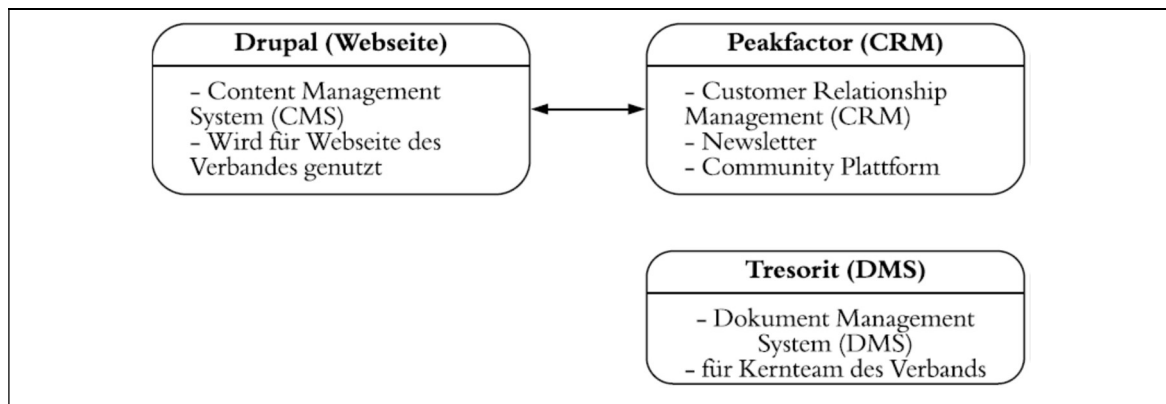 Drupal (Webseite)
- Content Management
System (CMS)
- Wird für Webseite des
Verbandes genutzt
Peakfactor (CRM)
- Customer Relationship
Management (CRM)
- Newsletter
- Community Plattform
Tresorit (DMS)
- Dokument Management
System (DMS)
- für Kernteam des Verbands